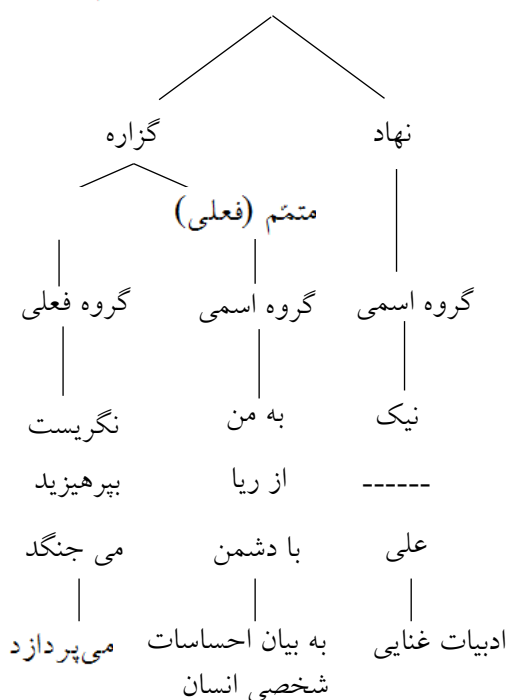 نهاد گزاره
متمّم (فعلی)
گروه اسمی گروه اسمی گروه فعلی
نیک به من نگریست
------ از ریا بپرهیزید
علی با دشمن می جنگد
ادبیات غنایی به بیان احساسات می‌پردازد
شخصی انسان